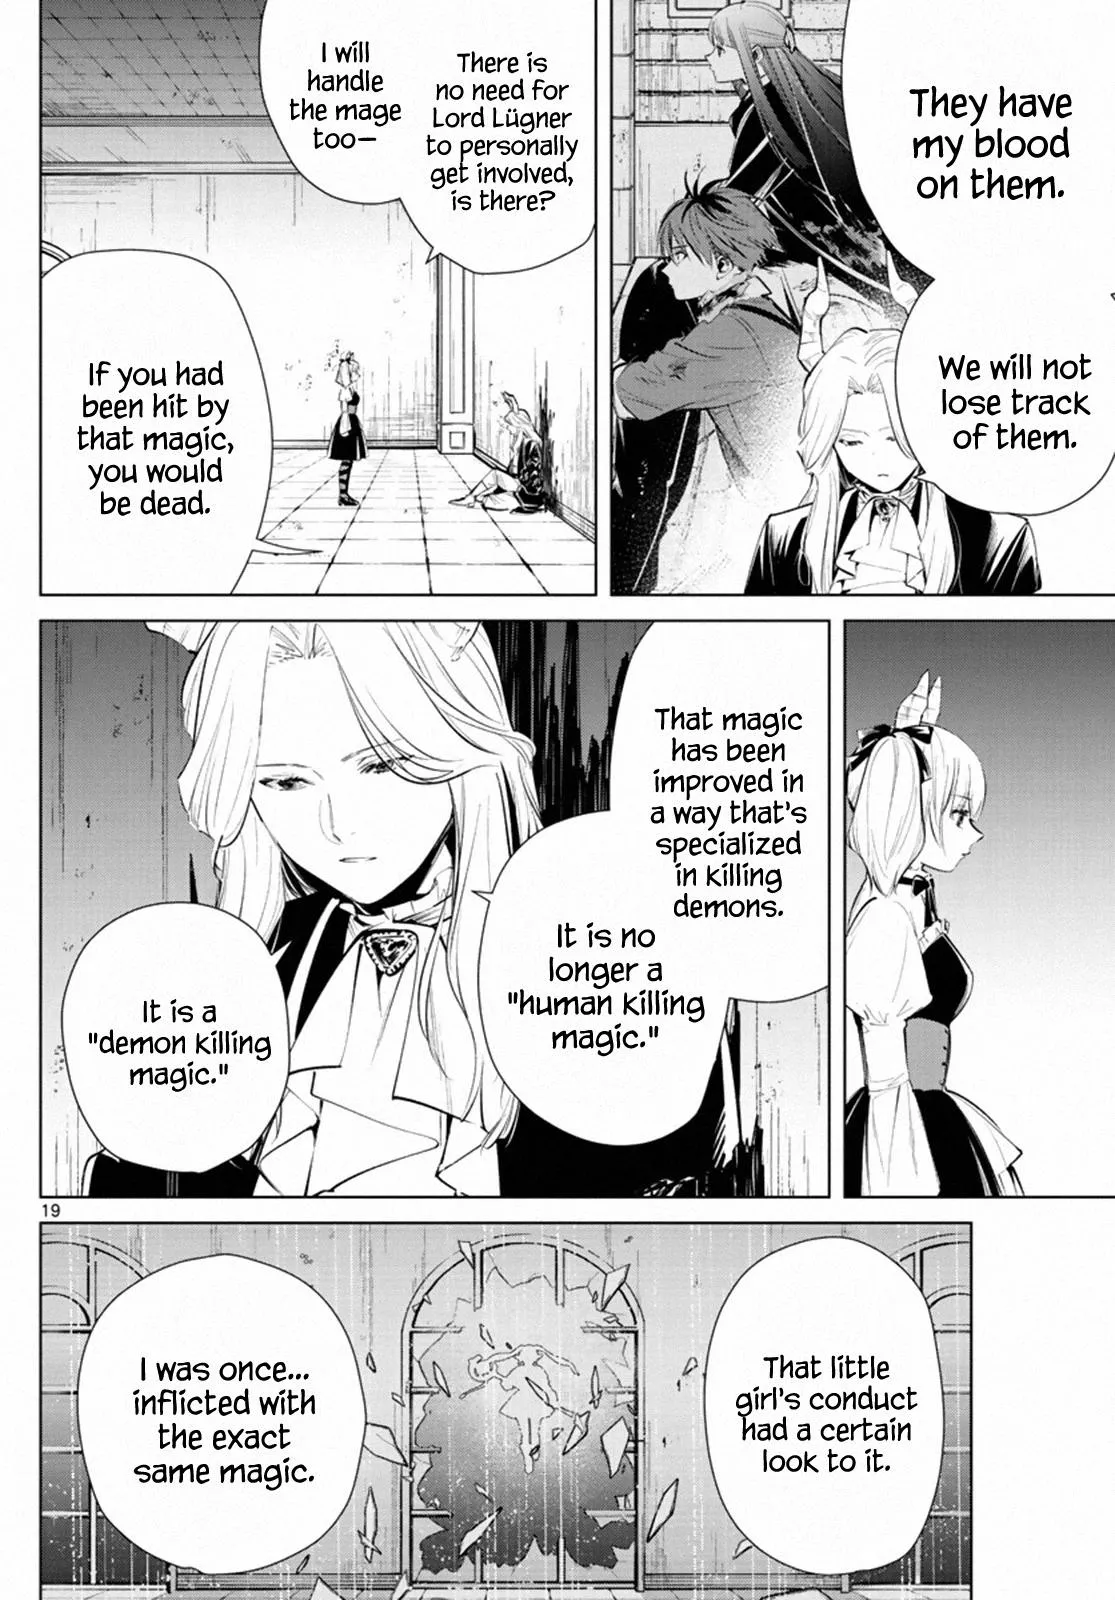 They have
my blood
on them.
We will not
lose track
of them.
There is
no need for
Lord Lügner
to personally
get involved,
is there?
I will
handle
the mage
too—
If you had
been hit by
that magic,
you would
be dead.
That magic
has been
improved in
a way that's
specialized
in killing
demons.
It is no
longer a
"human killing
magic."
It is a
"demon killing
magic."
19
That little
girl's conduct
had a certain
look to it.
I was once...
inflicted with
the exact
same magic.